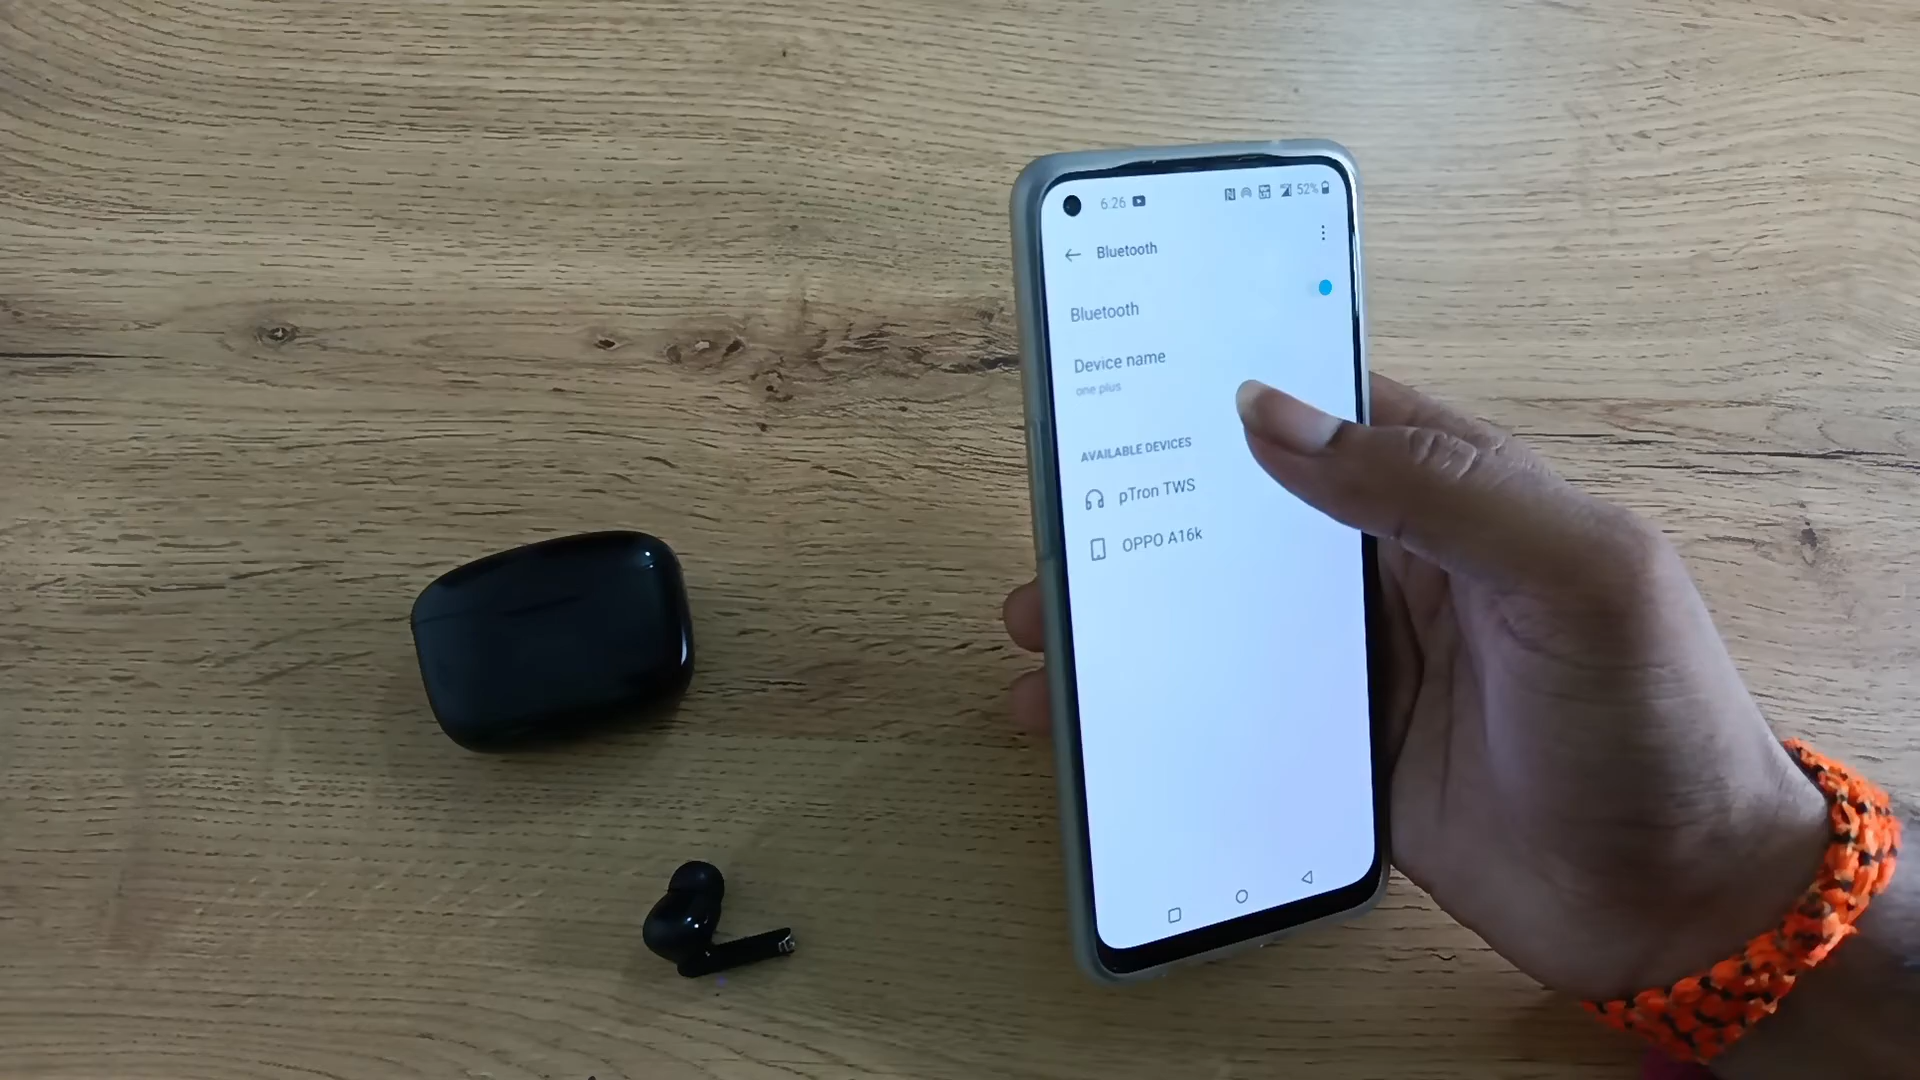 6.26 52%
Bluetooth
Bluetooth
Device name
one plus
AVAILABLE DEVICES
pTron TWS
OPPO A16k